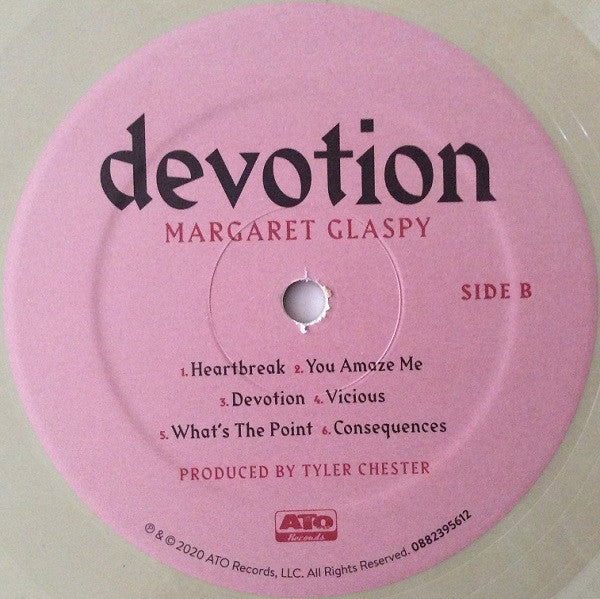 devotion
MARGARET GLASPY
SIDE B
1. Heartbreak 2. You Amaze Me
3. Devotion 4. Vicious
5. What's The Point 6. Consequences
PRODUCED BY TYLER CHESTER
ATO
Records
℗ & © 2020 ATO Records, LLC. All Rights Reserved. 0882395612